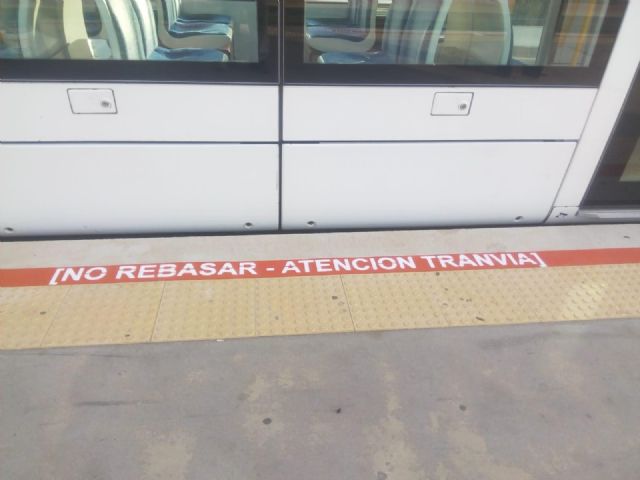 [NO REBASAR - ATENCION TRANVIA]